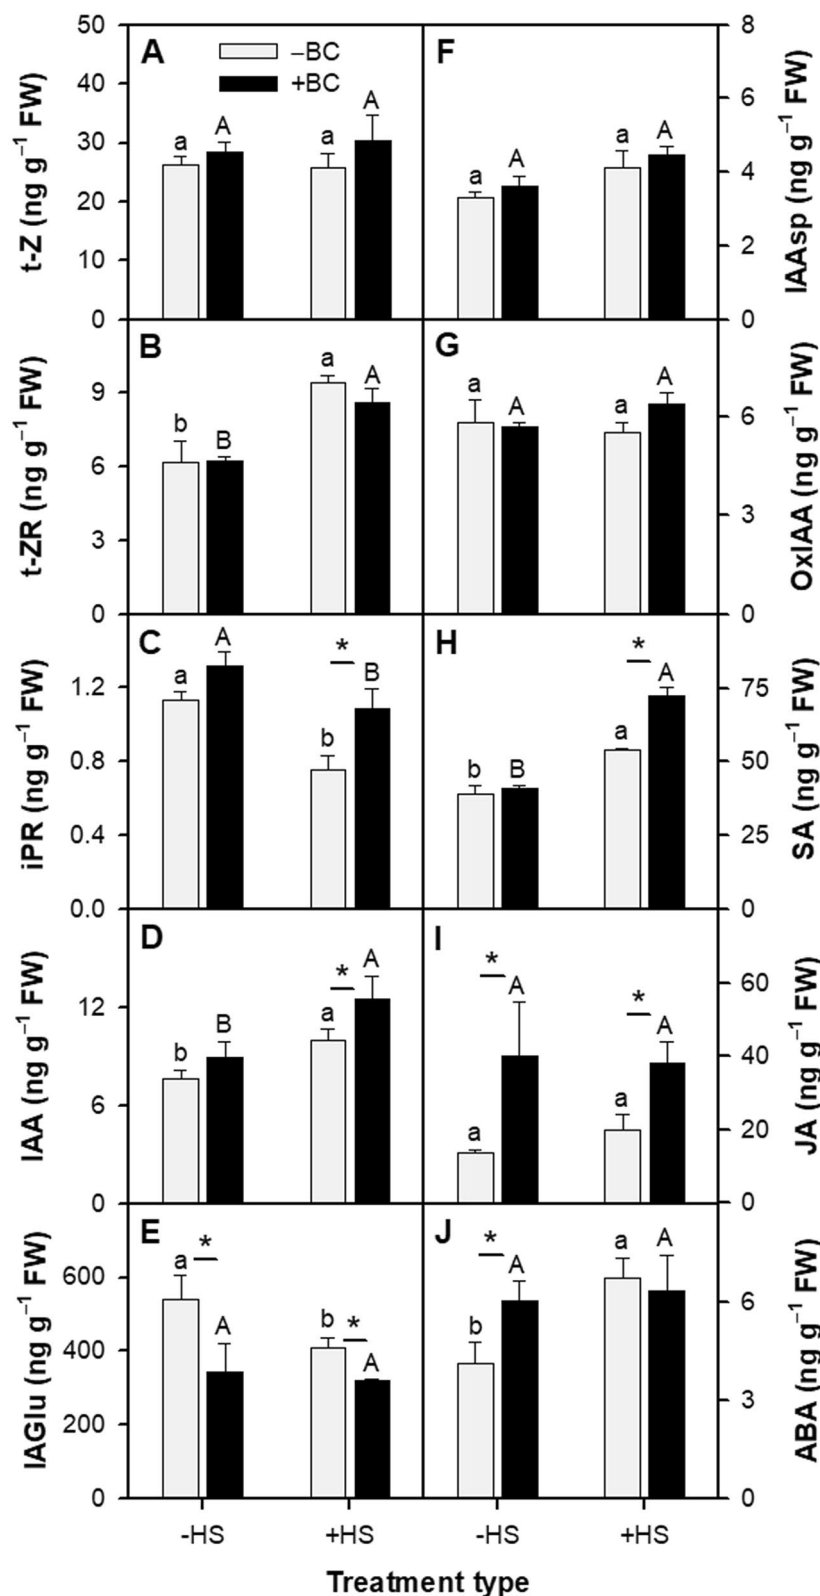 A
–BC
+BC
50
40
30
20
10
0
t-Z (ng g⁻¹ FW)
a
A
a
A
F
8
6
4
2
0
IAAsp (ng g⁻¹ FW)
a
A
a
A
B
9
6
3
0
t-ZR (ng g⁻¹ FW)
b
B
a
A
G
6
3
0
OxIAA (ng g⁻¹ FW)
a
A
a
A
C
1.2
0.8
0.4
0.0
iPR (ng g⁻¹ FW)
a
A
*
b
B
H
75
50
25
0
SA (ng g⁻¹ FW)
b
B
*
a
A
D
12
6
0
IAA (ng g⁻¹ FW)
b
B
*
a
A
I
60
40
20
0
JA (ng g⁻¹ FW)
*
a
A
*
a
A
E
600
400
200
0
IAGlu (ng g⁻¹ FW)
a
*
A
b
*
A
J
6
3
0
ABA (ng g⁻¹ FW)
*
b
A
a
A
-HS
+HS
-HS
+HS
Treatment type